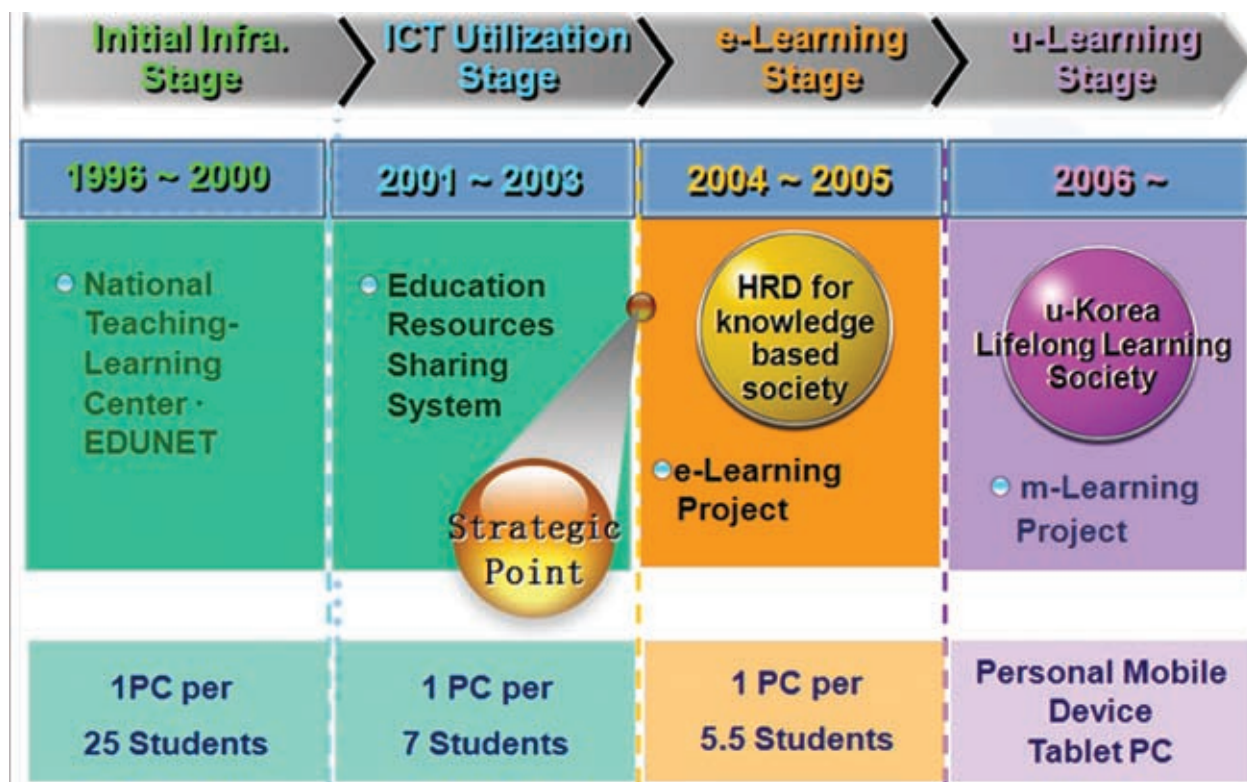 Initial Infra.
Stage
ICT Utilization
Stage
e-Learning
Stage
u-Learning
Stage
1996 ~ 2000
2001 ~ 2003
2004 ~ 2005
2006 ~
National
Teaching-
Learning
Center ·
EDUNET
Education
Resources
Sharing
System
Strategic
Point
HRD for
knowledge
based
society
e-Learning
Project
u-Korea
Lifelong Learning
Society
m-Learning
Project
1PC per
25 Students
1 PC per
7 Students
1 PC per
5.5 Students
Personal Mobile
Device
Tablet PC